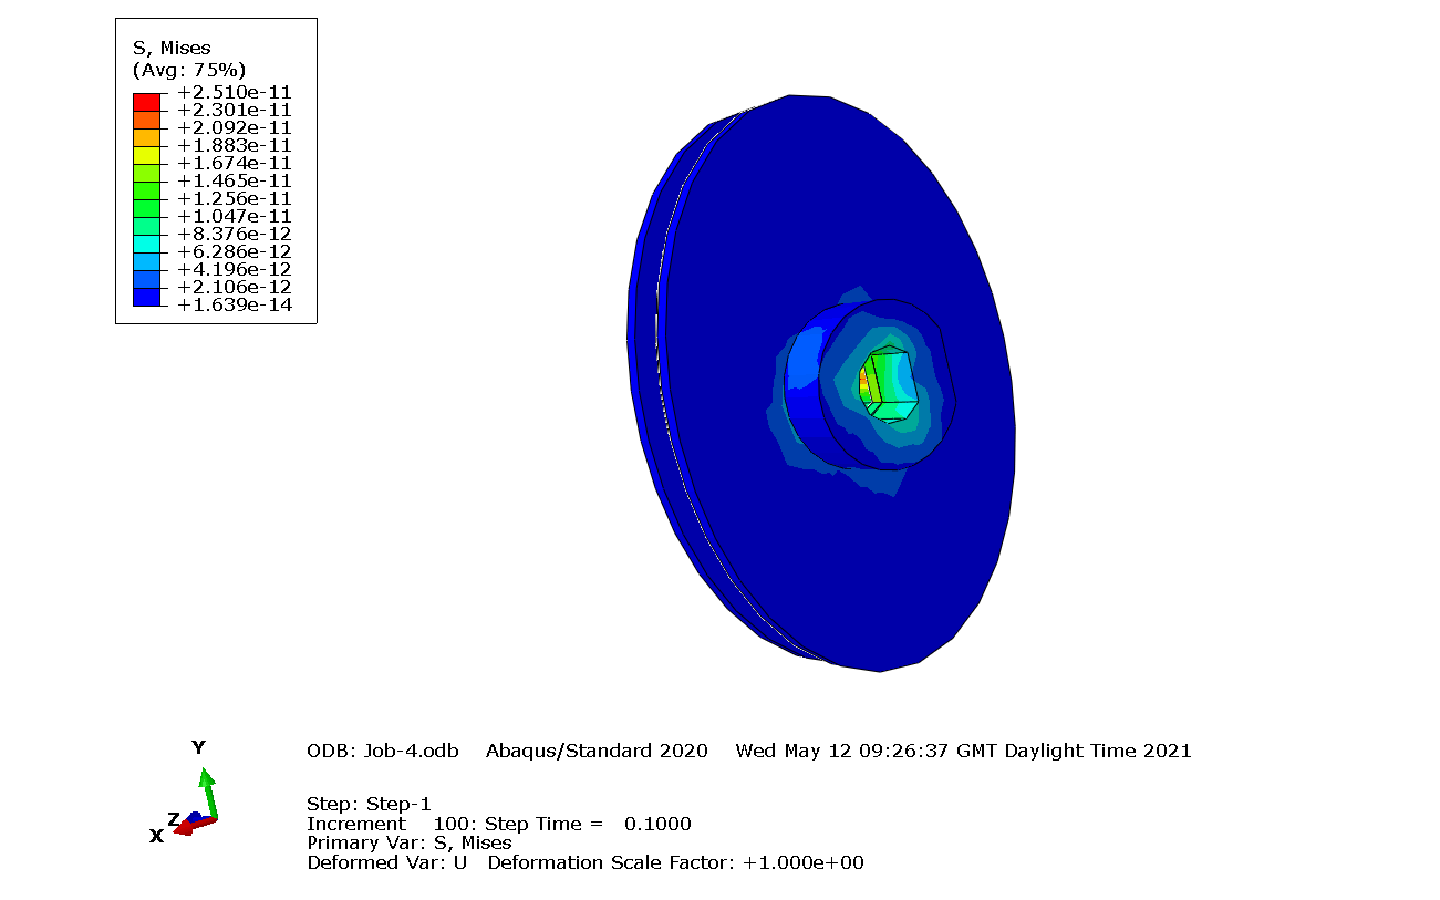 S, Mises
(Avg: 75%)
+2.510e-11
+2.301e-11
+2.092e-11
+1.883e-11
+1.674e-11
+1.465e-11
+1.256e-11
+1.047e-11
+8.376e-12
+6.286e-12
+4.196e-12
+2.106e-12
+1.639e-14
Y
Z
X
ODB: Job-4.odb Abaqus/Standard 2020 Wed May 12 09:26:37 GMT Daylight Time 2021
Step: Step-1
Increment 100: Step Time = 0.1000
Primary Var: S, Mises
Deformed Var: U Deformation Scale Factor: +1.000e+00